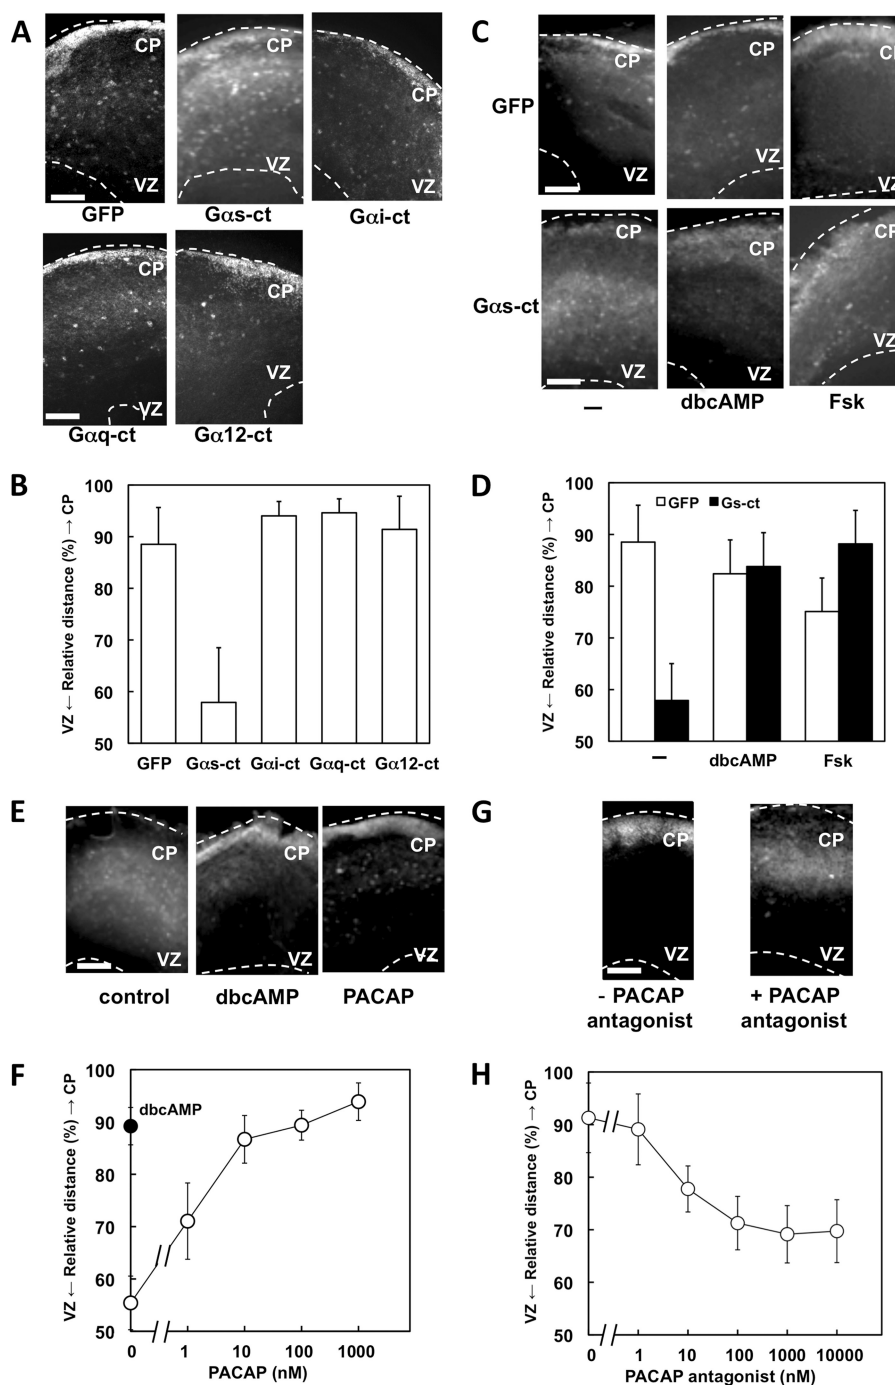 A
CP
VZ
GFP
CP
VZ
Gαs-ct
CP
VZ
Gαi-ct
CP
VZ
Gαq-ct
CP
VZ
Gα12-ct
C
GFP
CP
VZ
CP
VZ
CP
VZ
Gαs-ct
CP
VZ
CP
VZ
CP
VZ
–
dbcAMP
Fsk
B
VZ ← Relative distance (%) → CP
100
90
80
70
60
50
GFP Gαs-ct Gαi-ct Gαq-ct Gα12-ct
D
VZ ← Relative distance (%) → CP
100
90
80
70
60
50
GFP Gs-ct
– dbcAMP Fsk
E
CP
VZ
control
CP
VZ
dbcAMP
CP
VZ
PACAP
G
CP
VZ
- PACAP
antagonist
CP
VZ
+ PACAP
antagonist
F
VZ ← Relative distance (%) → CP
100
90
80
70
60
50
dbcAMP
0 1 10 100 1000
PACAP (nM)
H
VZ ← Relative distance (%) → CP
100
90
80
70
60
50
0 1 10 100 1000 10000
PACAP antagonist (nM)